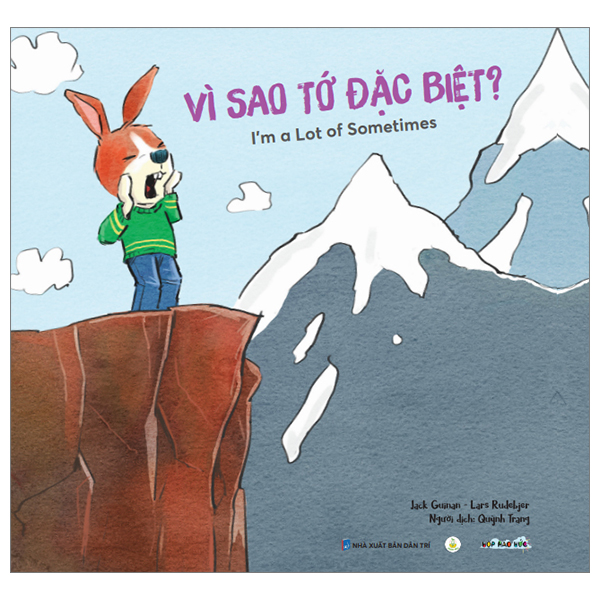 VÌ SAO TỚ ĐẶC BIỆT?
I'm a Lot of Sometimes
Jack Guinan - Lars Rudebjer
Người dịch: Quỳnh Trang
NHÀ XUẤT BẢN DÂN TRÍ